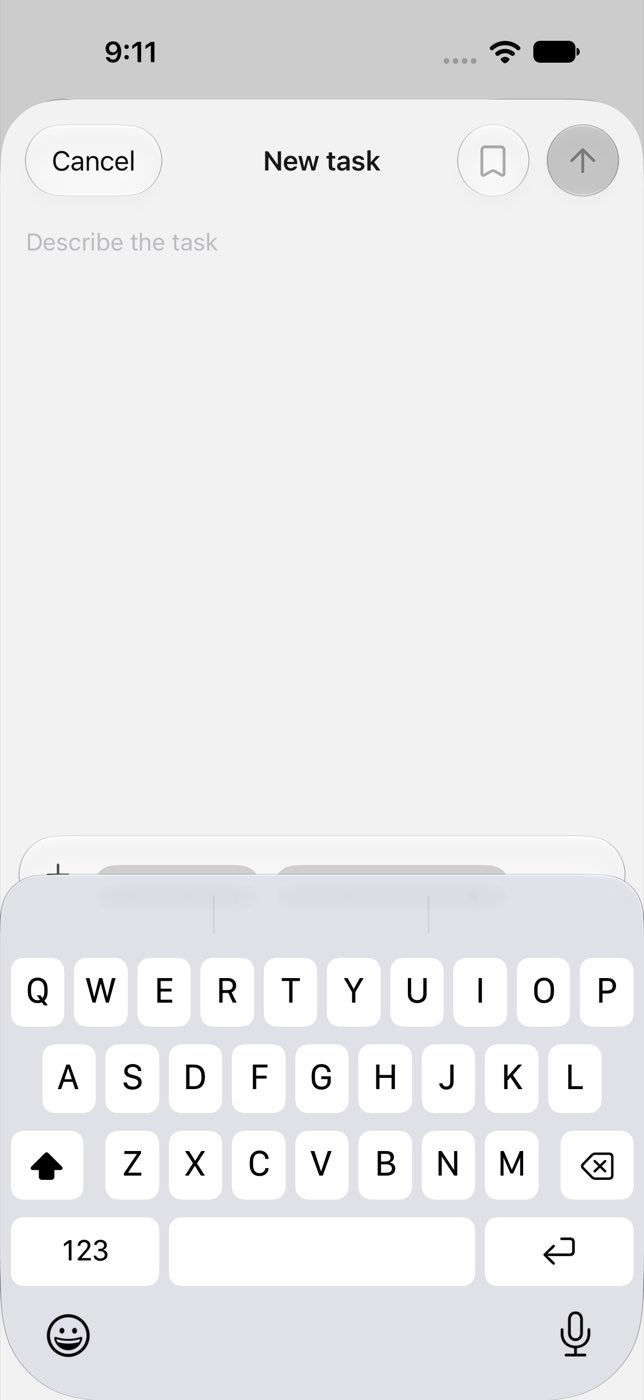 9:11
Cancel
New task
Describe the task
Q W E R T Y U I O P
A S D F G H J K L
Z X C V B N M
123